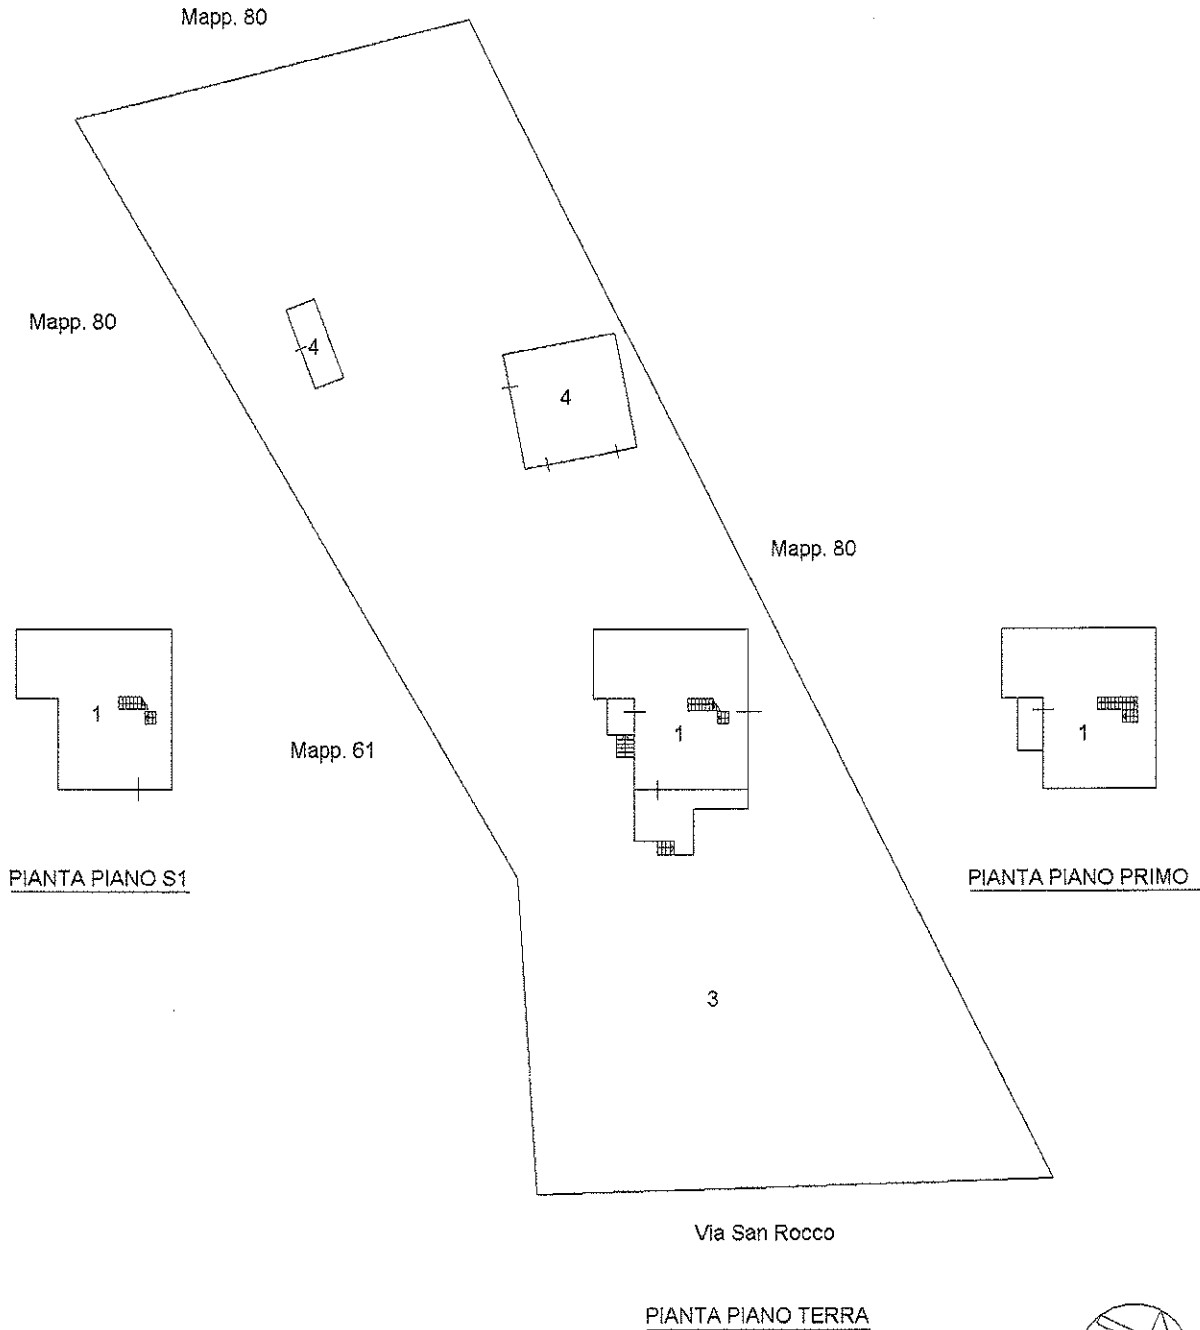 Mapp. 80
Mapp. 80
4
4
Mapp. 80
1
Mapp. 61
1
1
PIANTA PIANO S1
PIANTA PIANO PRIMO
3
Via San Rocco
PIANTA PIANO TERRA